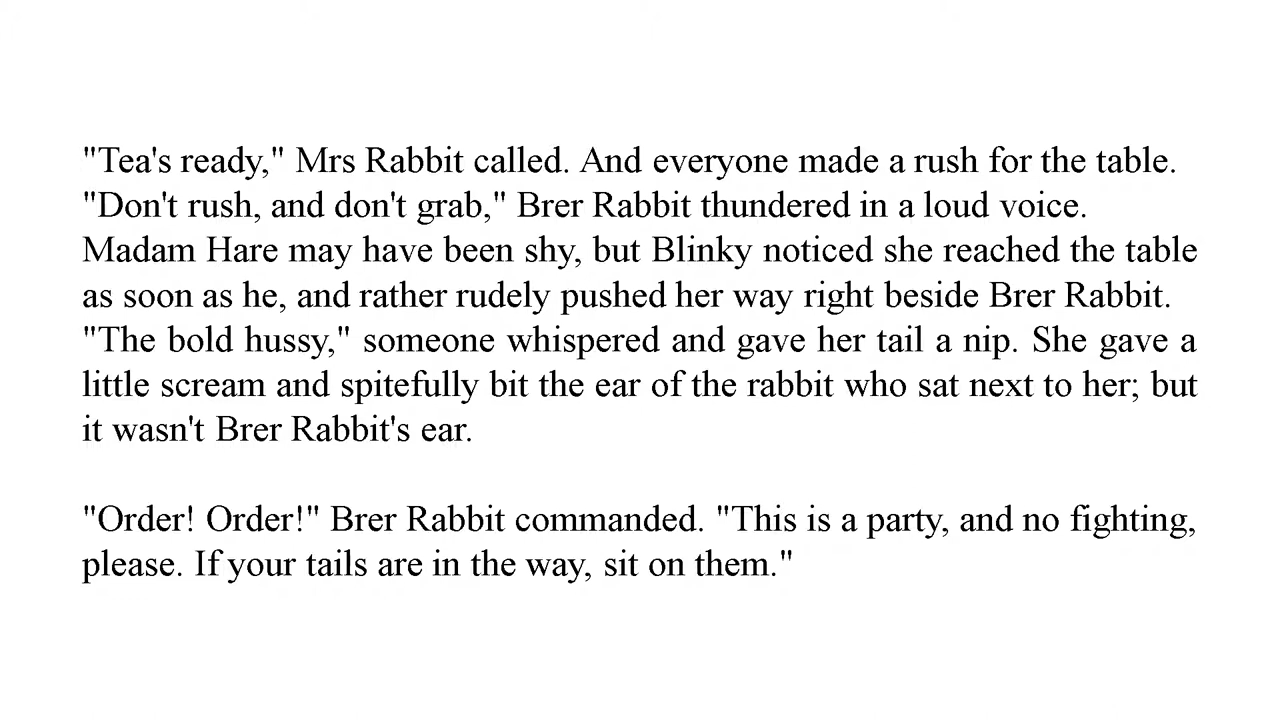 "Tea's ready," Mrs Rabbit called. And everyone made a rush for the table.
"Don't rush, and don't grab," Brer Rabbit thundered in a loud voice.
Madam Hare may have been shy, but Blinky noticed she reached the table
as soon as he, and rather rudely pushed her way right beside Brer Rabbit.
"The bold hussy," someone whispered and gave her tail a nip. She gave a
little scream and spitefully bit the ear of the rabbit who sat next to her; but
it wasn't Brer Rabbit's ear.
"Order! Order!" Brer Rabbit commanded. "This is a party, and no fighting,
please. If your tails are in the way, sit on them."